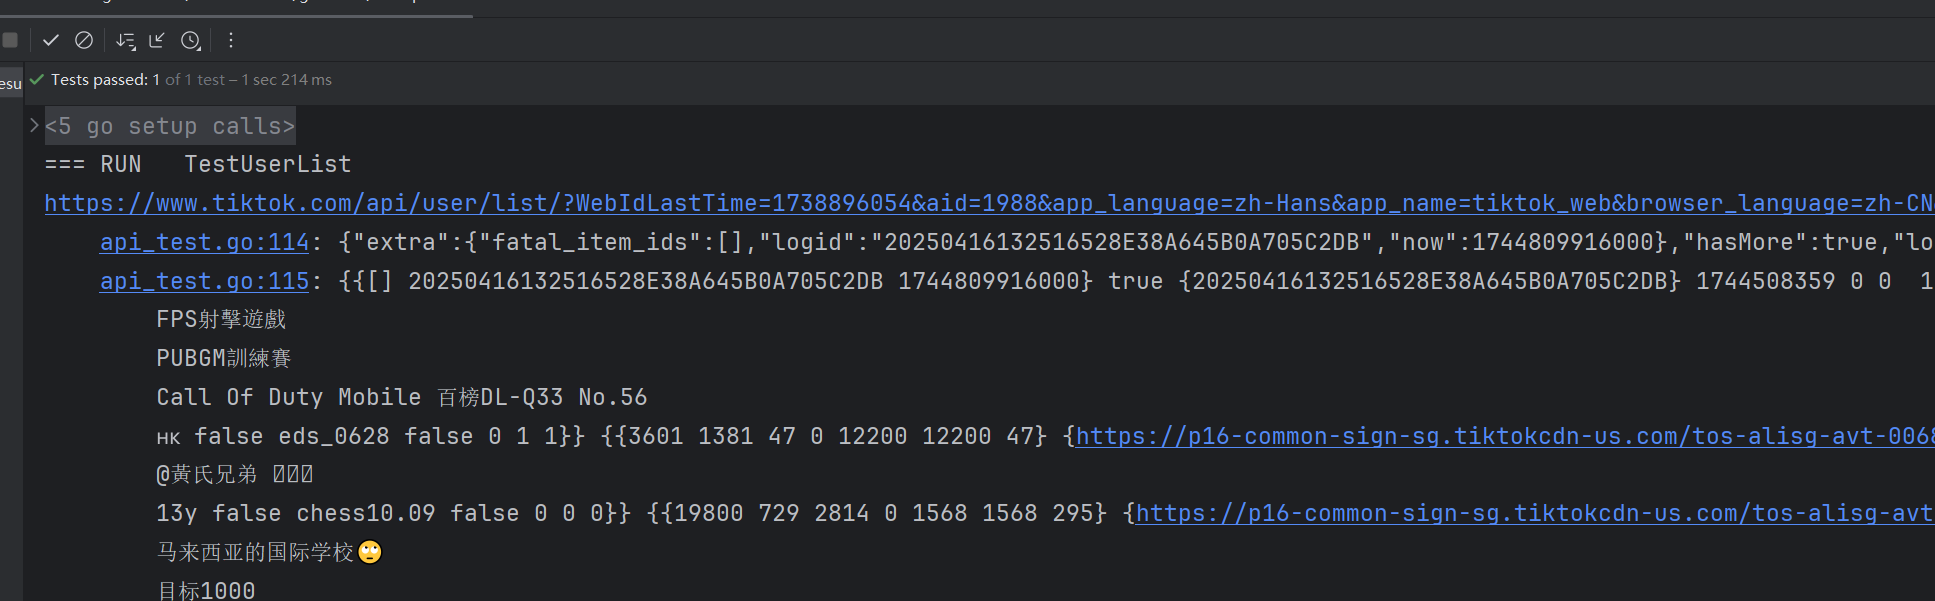 esu
Tests passed: 1 of 1 test – 1 sec 214 ms
<5 go setup calls>
=== RUN   TestUserList
https://www.tiktok.com/api/user/list/?WebIdLastTime=1738896054&aid=1988&app_language=zh-Hans&app_name=tiktok_web&browser_language=zh-CN
api_test.go:114: {"extra":{"fatal_item_ids":[],"logid":"20250416132516528E38A645B0A705C2DB","now":1744809916000},"hasMore":true,"lo
api_test.go:115: {{[] 20250416132516528E38A645B0A705C2DB 1744809916000} true {20250416132516528E38A645B0A705C2DB} 1744508359 0 0  1
FPS射擊遊戲
PUBGM訓練賽
Call Of Duty Mobile 百榜DL-Q33 No.56
ʜᴋ false eds_0628 false 0 1 1}} {{3601 1381 47 0 12200 12200 47} {https://p16-common-sign-sg.tiktokcdn-us.com/tos-alisg-avt-0068
@黃氏兄弟
13y false chess10.09 false 0 0 0}} {{19800 729 2814 0 1568 1568 295} {https://p16-common-sign-sg.tiktokcdn-us.com/tos-alisg-avt
马来西亚的国际学校🙄
目标1000